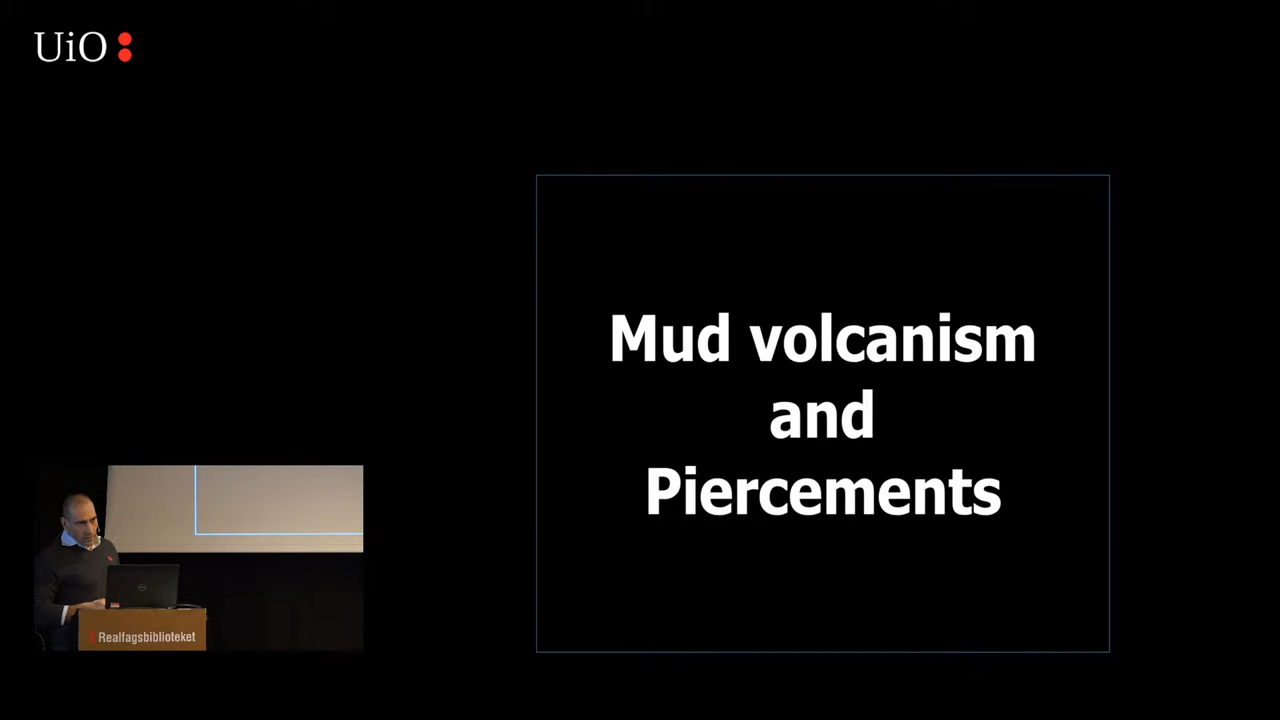 UiO
Mud volcanism
and
Piercements
Realfagsbiblioteket